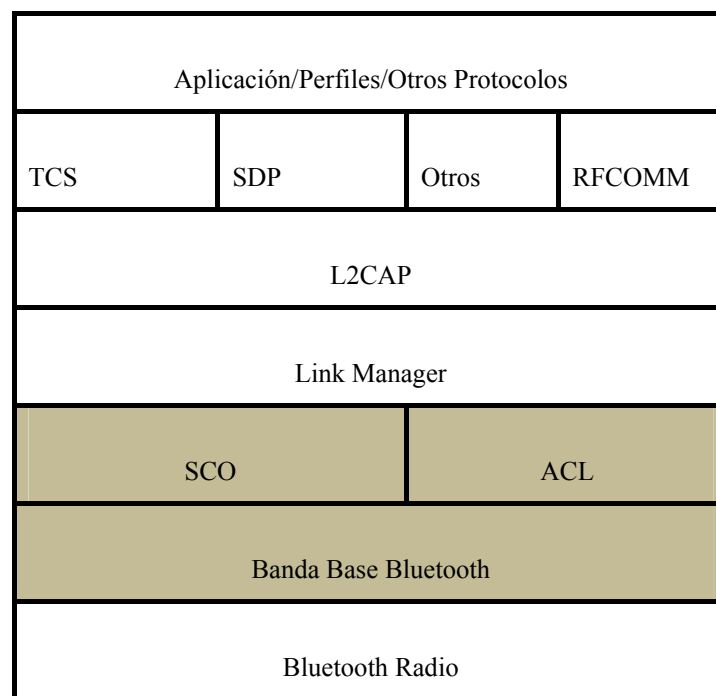 Aplicación/Perfiles/Otros Protocolos
TCS SDP Otros RFCOMM
L2CAP
Link Manager
SCO ACL
Banda Base Bluetooth
Bluetooth Radio